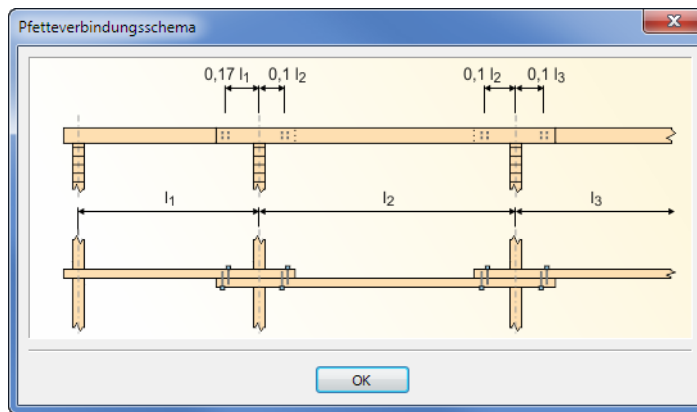 Pfetteverbindungsschema
0,17 l₁ 0,1 l₂ 0,1 l₂ 0,1 l₃
l₁ l₂ l₃
OK